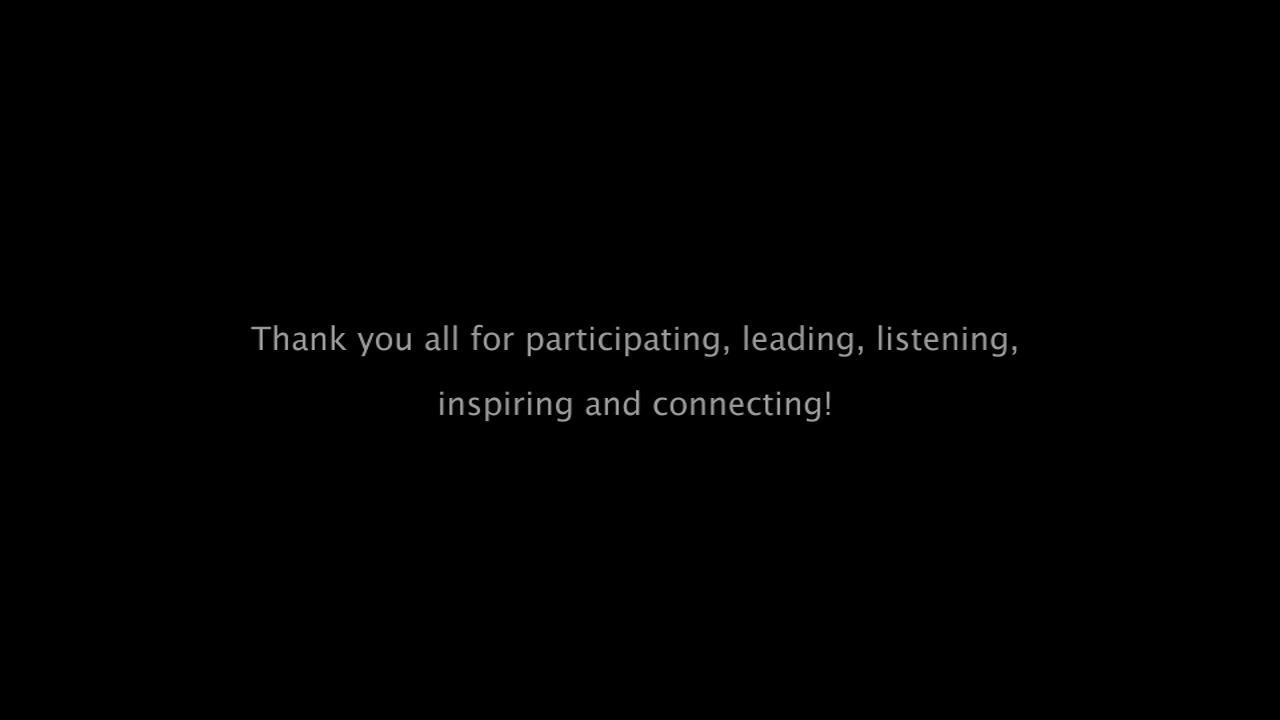 Thank you all for participating, leading, listening,
inspiring and connecting!